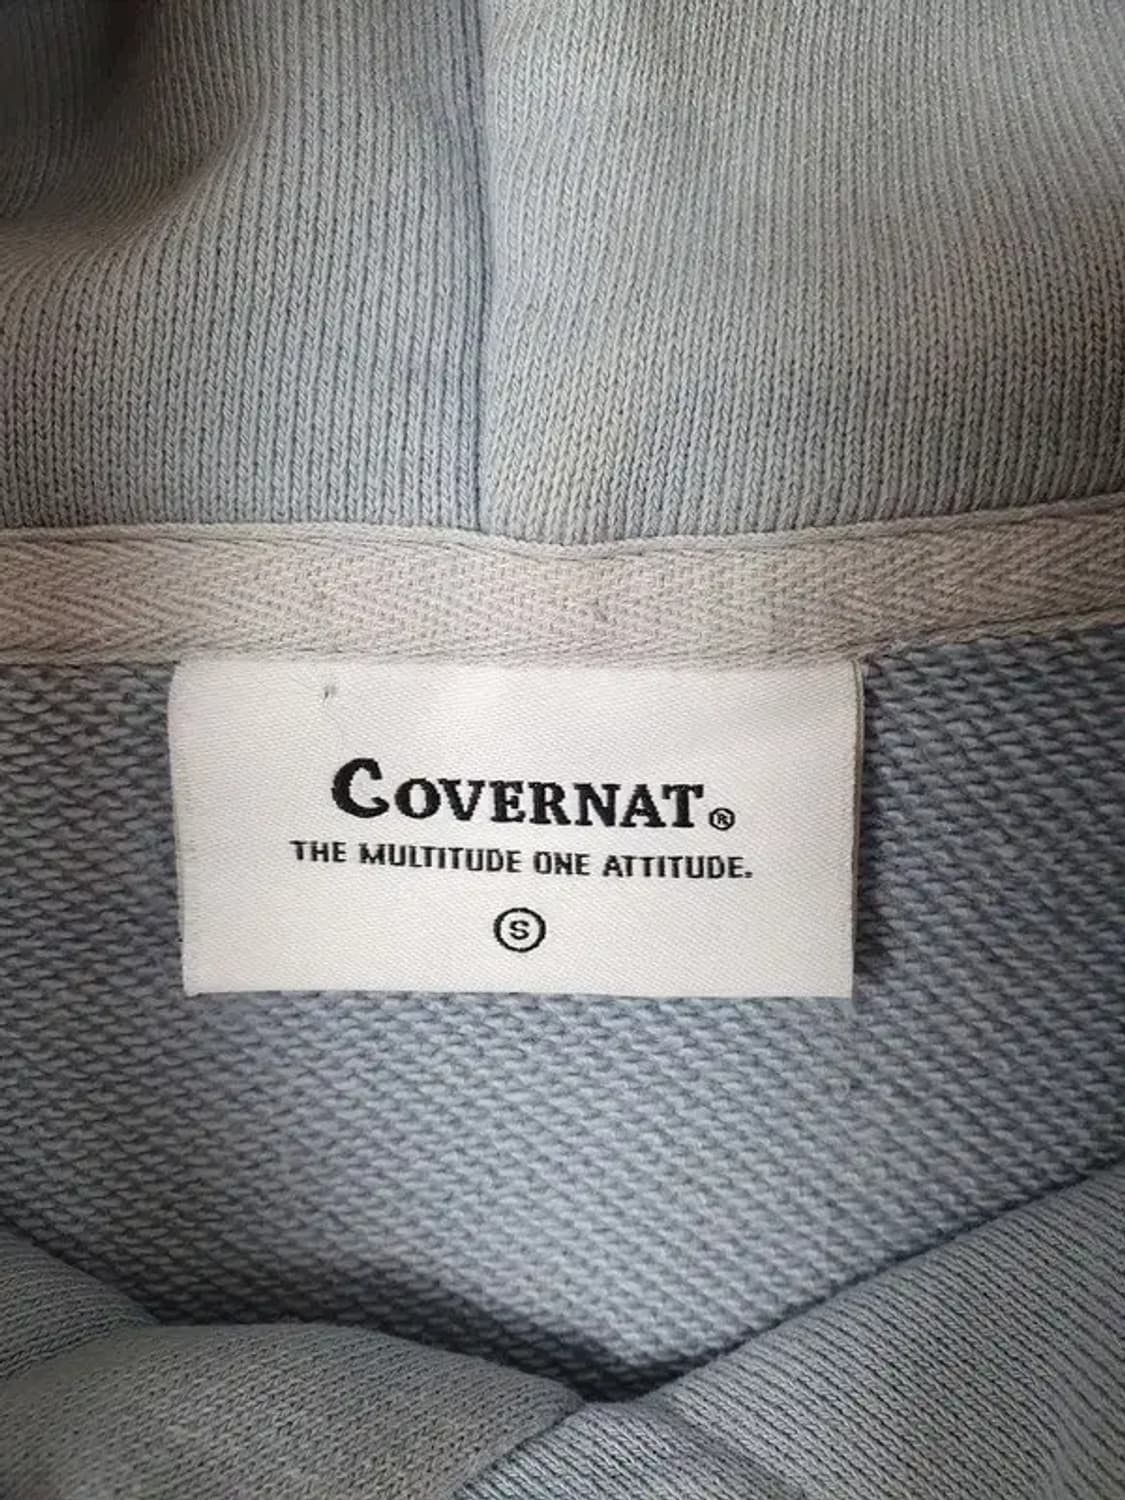 COVERNAT®
THE MULTITUDE ONE ATTITUDE.
S